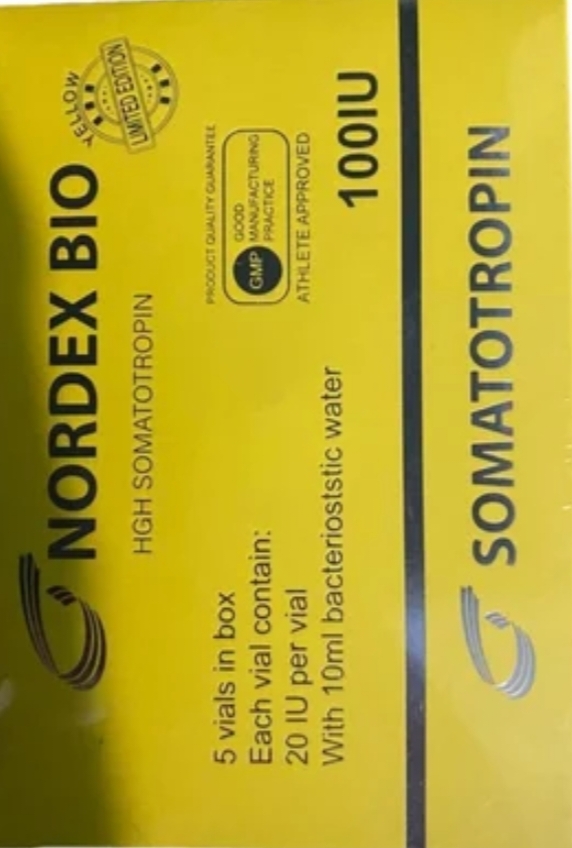 NORDEX BIO
YELLOW
LIMITED EDITION
HGH SOMATOTROPIN
PRODUCT QUALITY GUARANTEE
GMP
GOOD
MANUFACTURING
PRACTICE
ATHLETE APPROVED
5 vials in box
Each vial contain:
20 IU per vial
With 10ml bacterioststic water
100IU
SOMATOTROPIN